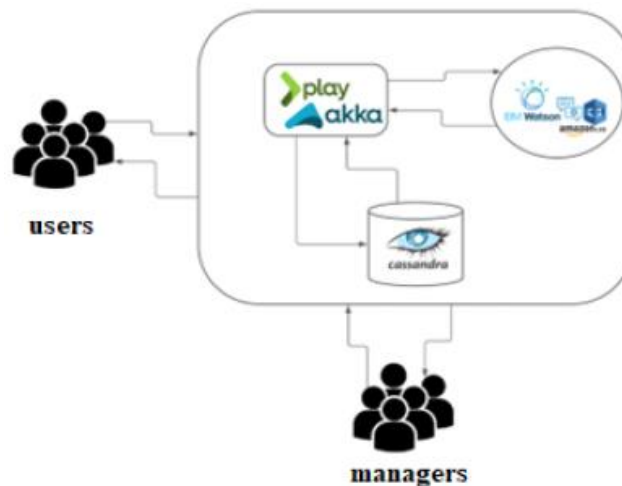 play
akka
IBM Watson
amazon
cassandra
users
managers